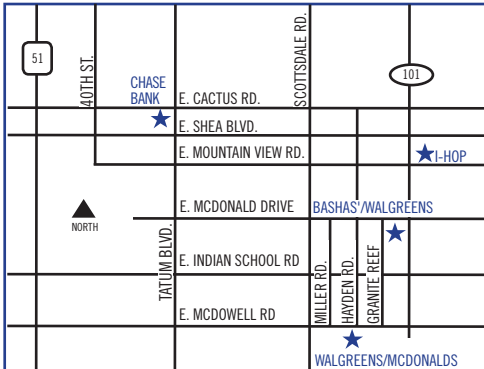 51
40TH ST.
SCOTTSDALE RD.
101
CHASE
BANK
E. CACTUS RD.
E. SHEA BLVD.
E. MOUNTAIN VIEW RD.
I-HOP
NORTH
E. MCDONALD DRIVE
BASHAS'/WALGREENS
TATUM BLVD.
E. INDIAN SCHOOL RD
MILLER RD.
HAYDEN RD.
GRANITE REEF
E. MCDOWELL RD
WALGREENS/MCDONALDS